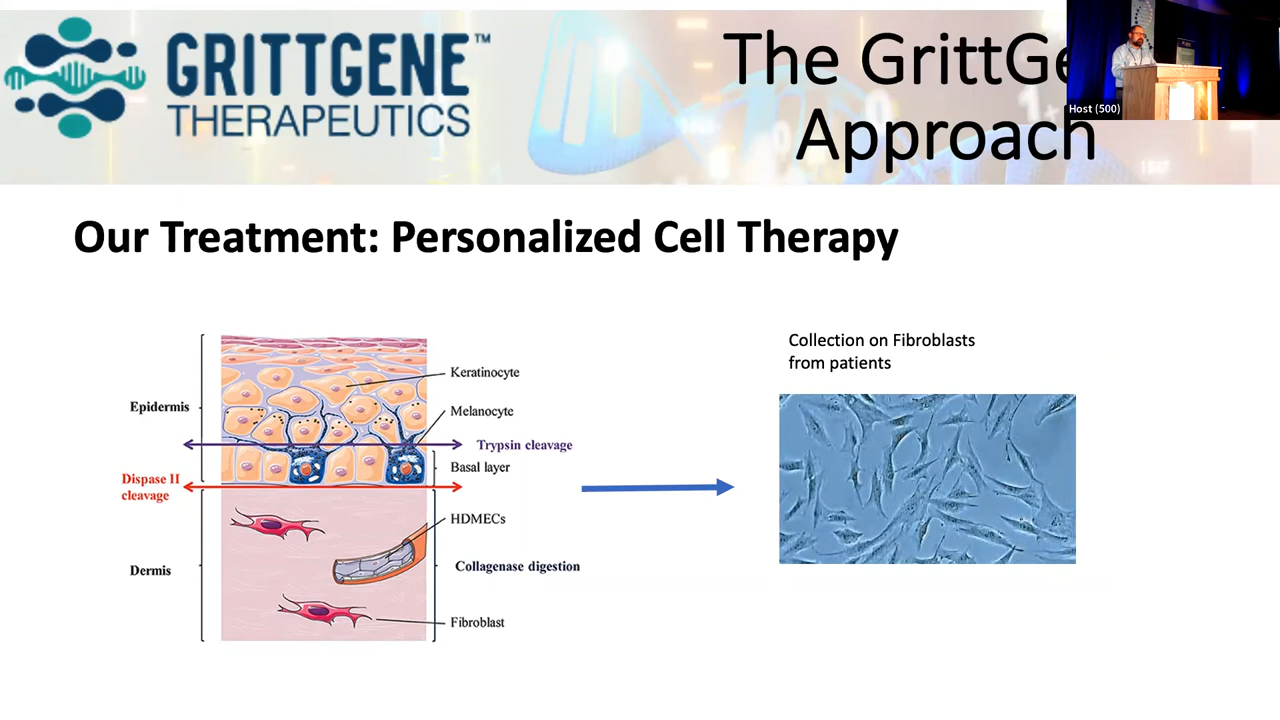 GRITTGENE™
THERAPEUTICS
The GrittGe
Approach
Host (500)
Our Treatment: Personalized Cell Therapy
Collection on Fibroblasts
from patients
Epidermis
Keratinocyte
Melanocyte
Trypsin cleavage
Basal layer
Dispase II
cleavage
HDMECs
Dermis
Collagenase digestion
Fibroblast